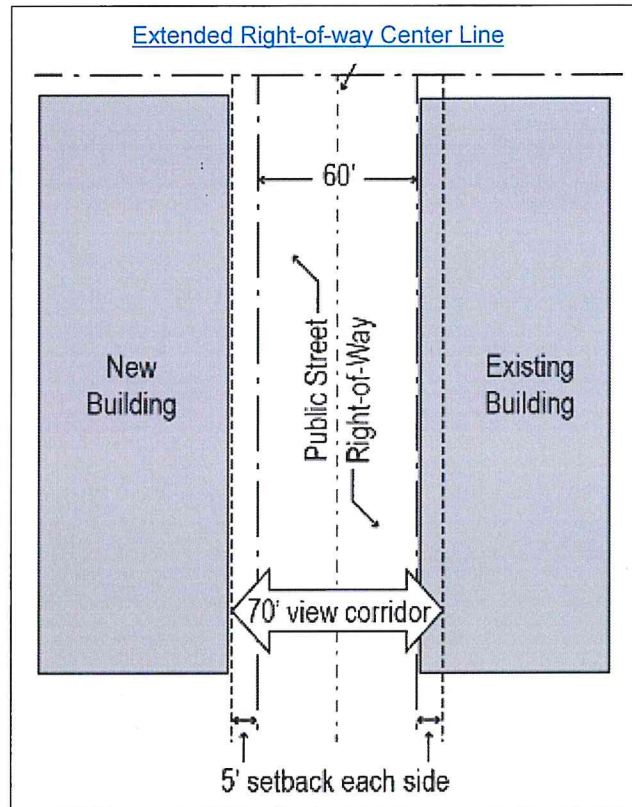 Extended Right-of-way Center Line
60'
Public Street
Right-of-Way
New
Building
Existing
Building
70' view corridor
5' setback each side